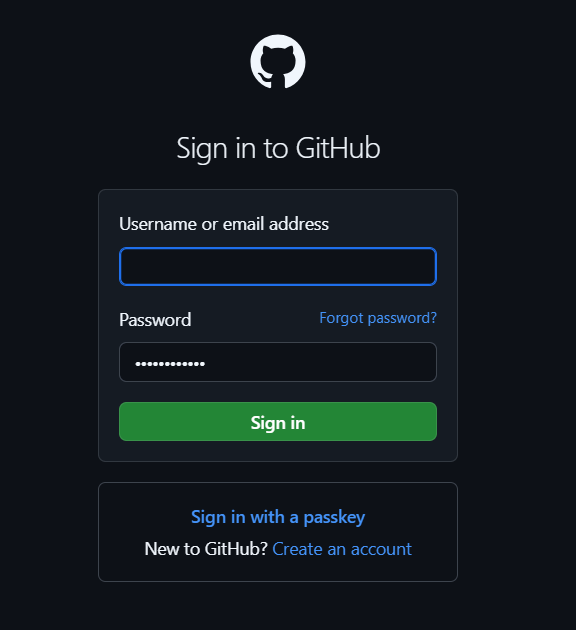 Sign in to GitHub
Username or email address
Password
Forgot password?
••••••••••••
Sign in
Sign in with a passkey
New to GitHub? Create an account